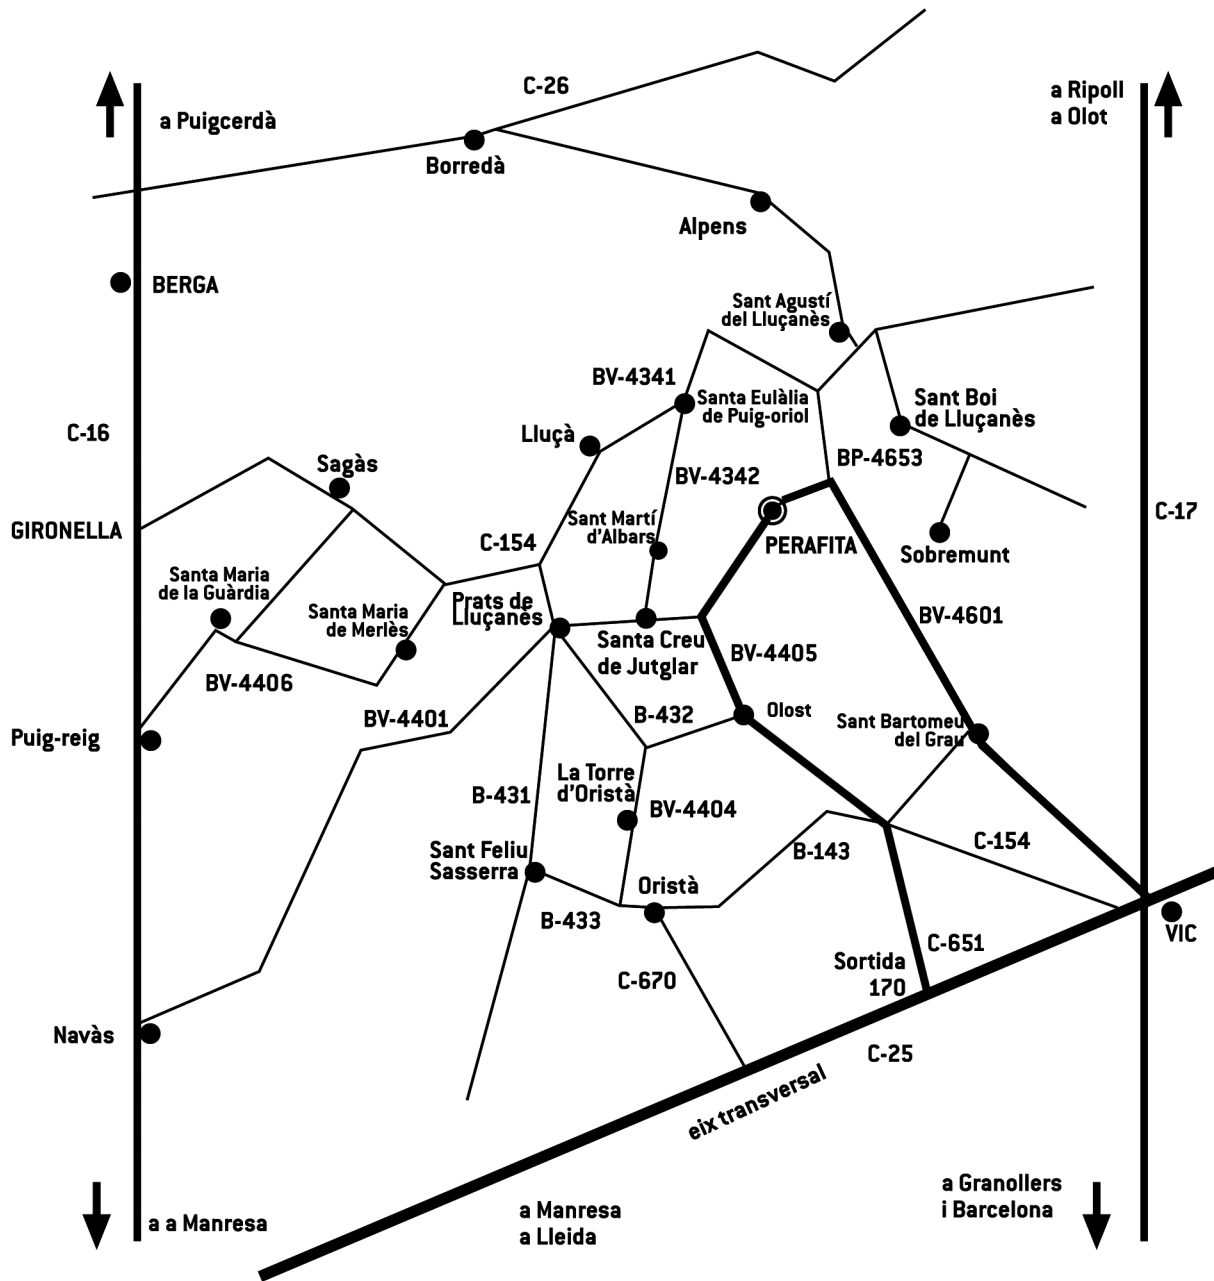 C-26
a Ripoll
a Olot
a Puigcerdà
Borredà
Alpens
BERGA
Sant Agustí
del Lluçanès
BV-4341
Santa Eulàlia
de Puig-oriol
Sant Boi
de Lluçanès
C-16
Lluçà
Sagàs
BV-4342
BP-4653
GIRONELLA
C-17
Sant Martí
d'Albars
C-154
PERAFITA
Sobremunt
Santa Maria
de la Guàrdia
Santa Maria
de Merlès
Prats de
Lluçanès
BV-4601
Santa Creu
de Jutglar
BV-4405
BV-4406
BV-4401
B-432
Olost
Sant Bartomeu
del Grau
Puig-reig
La Torre
d'Oristà
B-431
BV-4404
C-154
B-143
Sant Feliu
Sasserra
Oristà
B-433
VIC
C-651
Sortida
170
C-670
Navàs
C-25
eix transversal
a a Manresa
a Manresa
a Lleida
a Granollers
i Barcelona